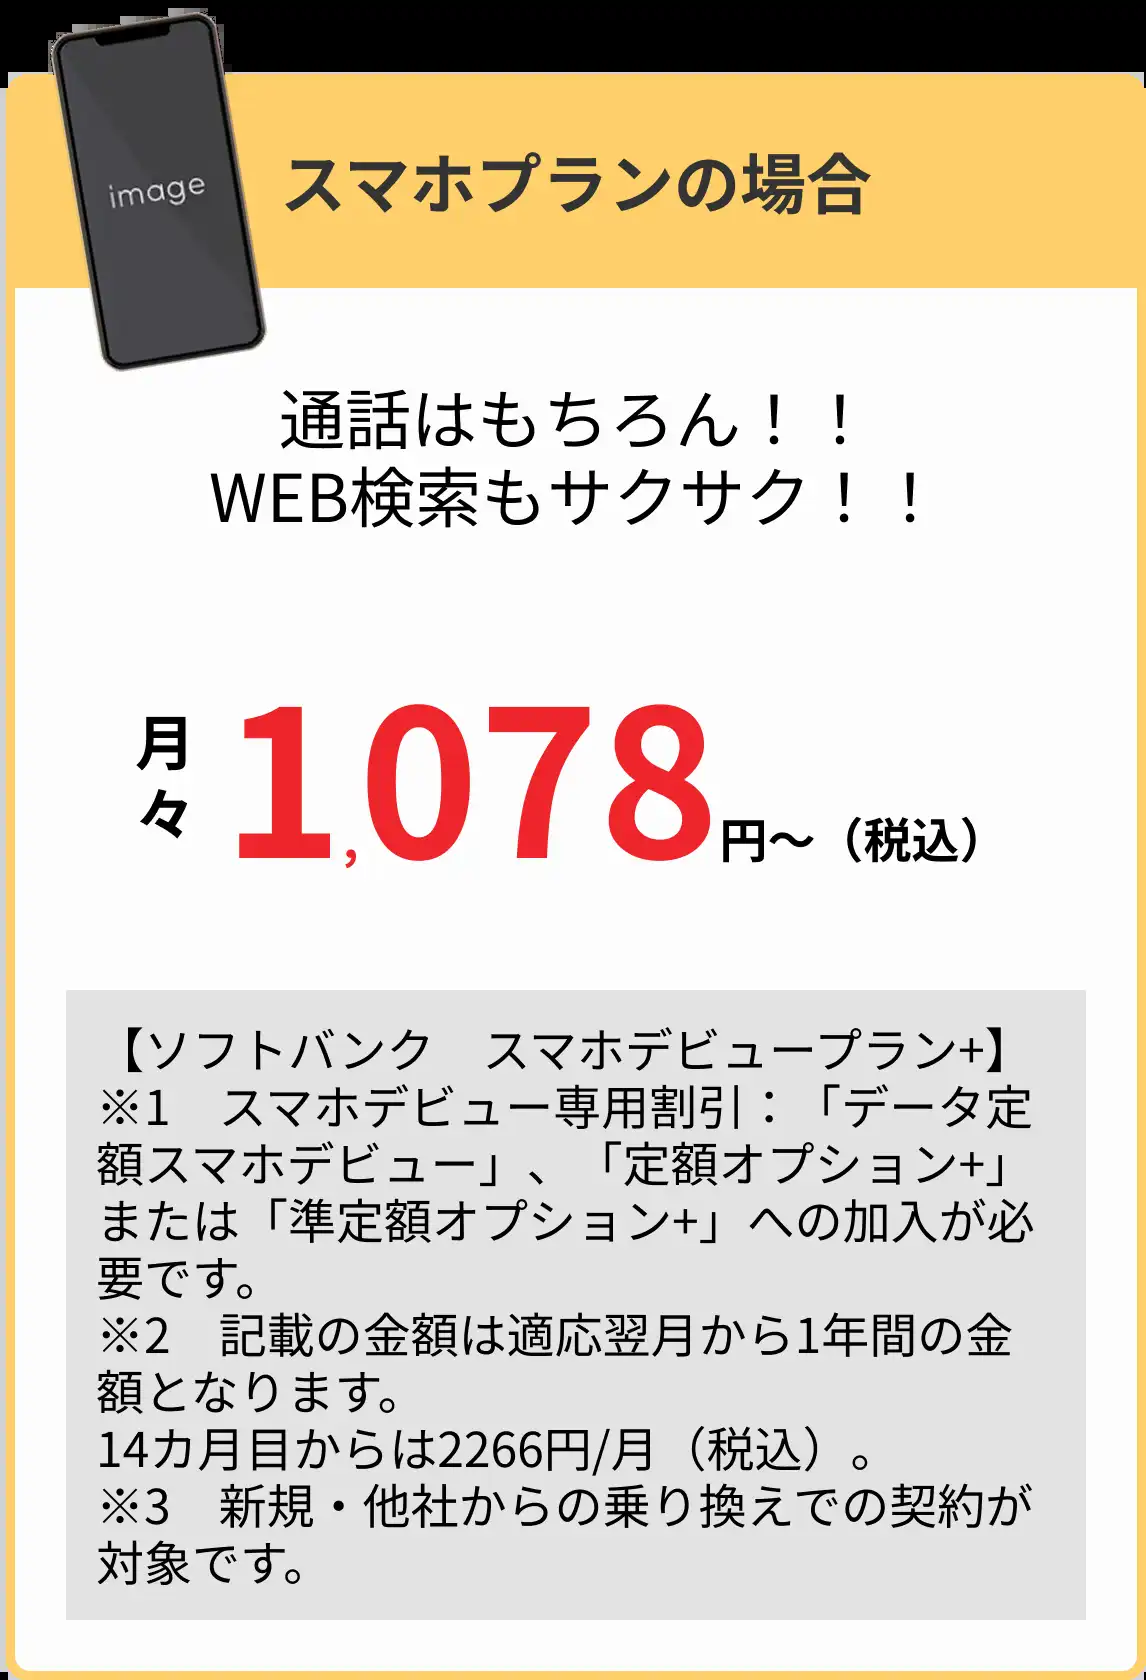 image
スマホプランの場合
通話はもちろん！！
WEB検索もサクサク！！
月々 1,078円～（税込）
【ソフトバンク　スマホデビュープラン+】
※1　スマホデビュー専用割引：「データ定
額スマホデビュー」、「定額オプション+」
または「準定額オプション+」への加入が必
要です。
※2　記載の金額は適応翌月から1年間の金
額となります。
14カ月目からは2266円/月（税込）。
※3　新規・他社からの乗り換えでの契約が
対象です。